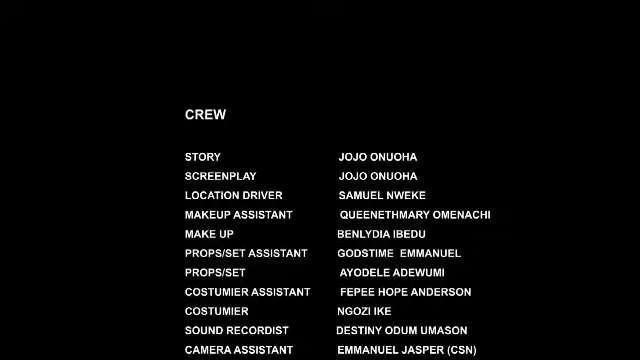 CREW
STORY JOJO ONUOHA
SCREENPLAY JOJO ONUOHA
LOCATION DRIVER SAMUEL NWEKE
MAKEUP ASSISTANT QUEENETHMARY OMENACHI
MAKE UP BENLYDIA IBEDU
PROPS/SET ASSISTANT GODSTIME EMMANUEL
PROPS/SET AYODELE ADEWUMI
COSTUMIER ASSISTANT FEPEE HOPE ANDERSON
COSTUMIER NGOZI IKE
SOUND RECORDIST DESTINY ODUM UMASON
CAMERA ASSISTANT EMMANUEL JASPER (CSN)